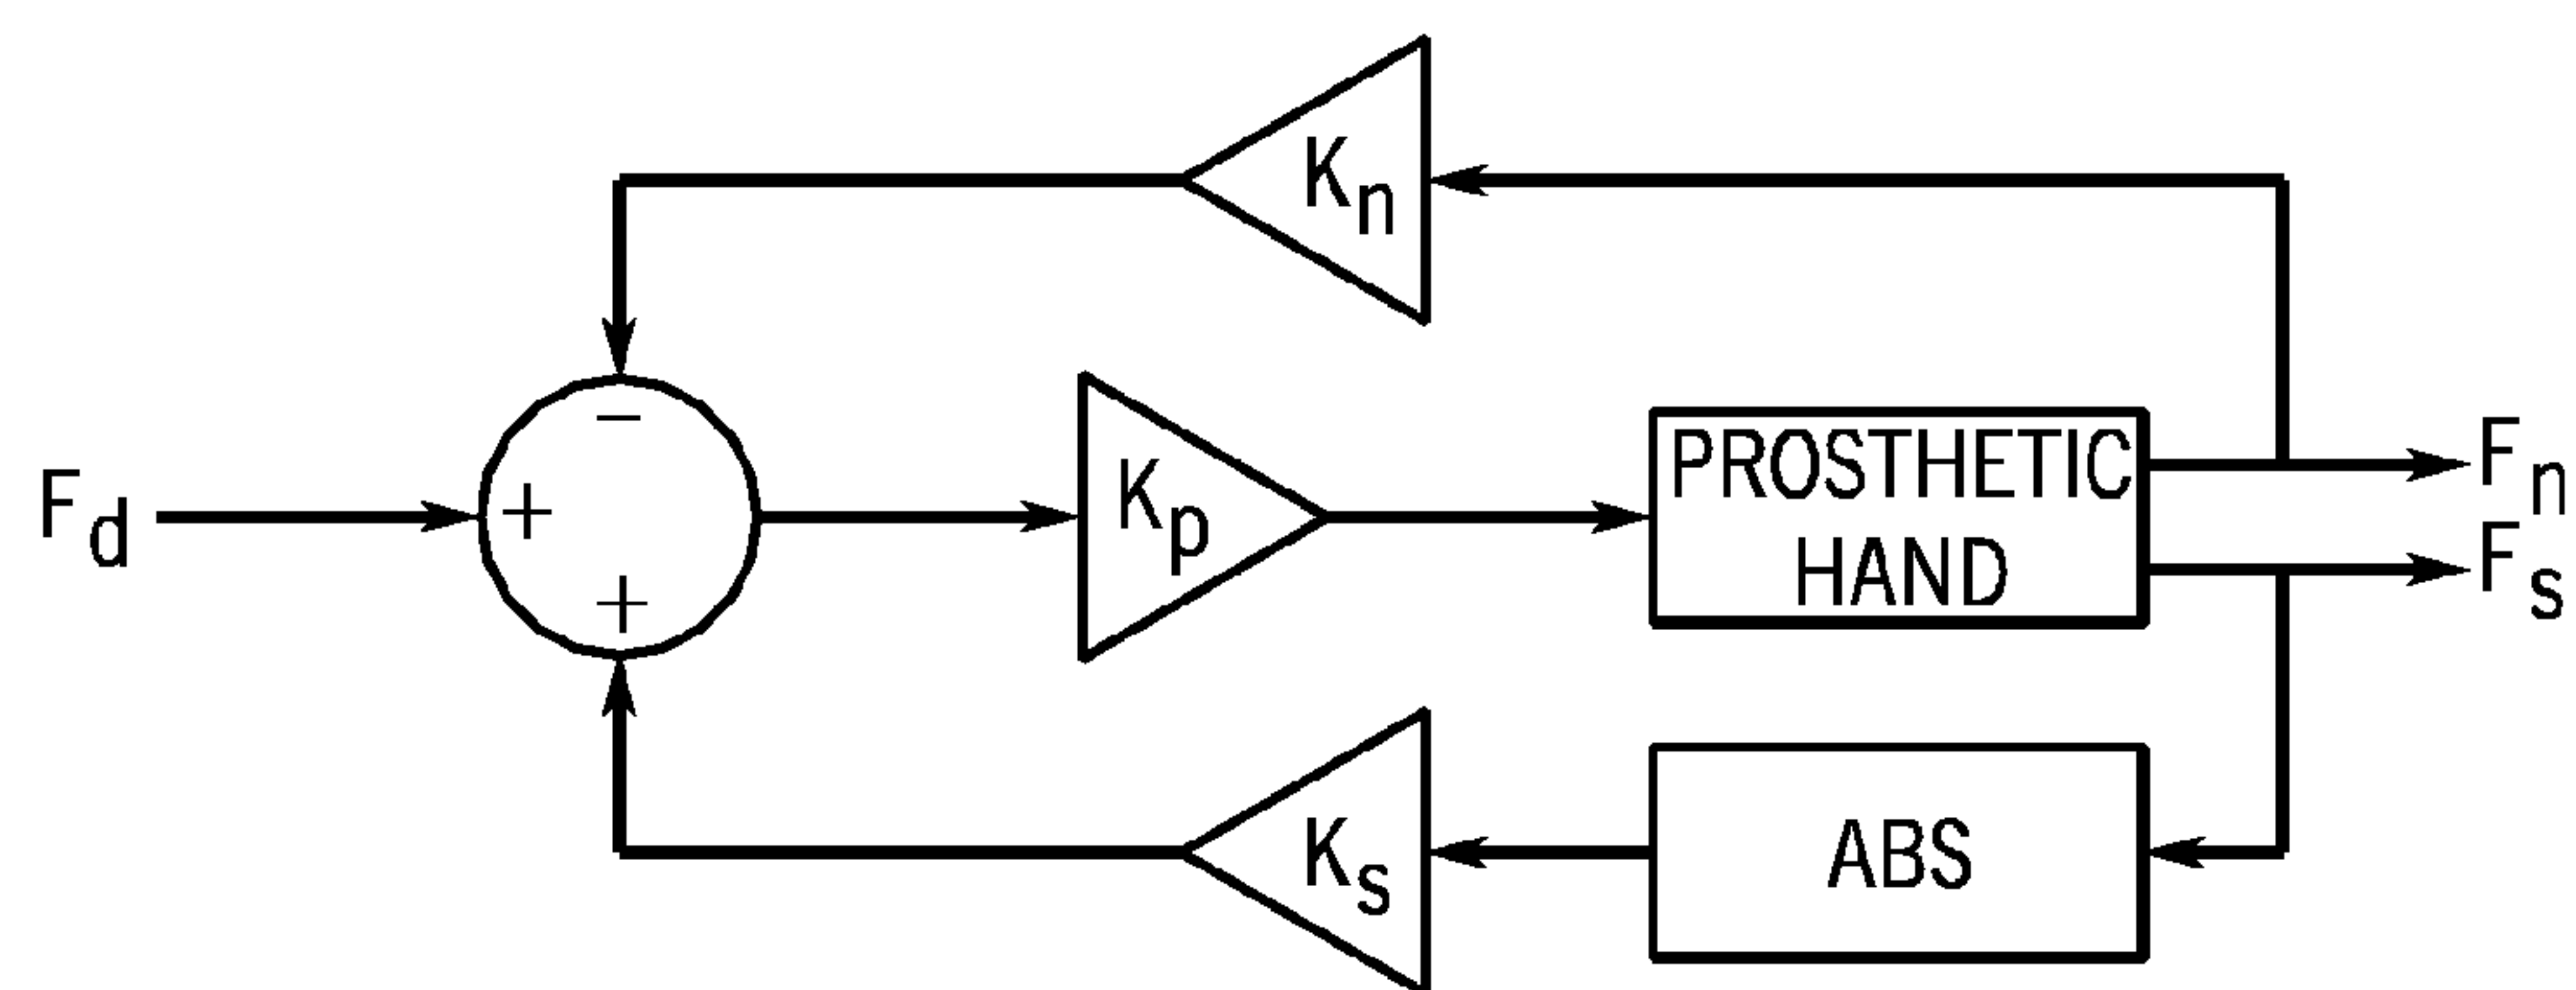 Kn
−
Fd
+
+
Kp
PROSTHETIC
HAND
Fn
Fs
Ks
ABS